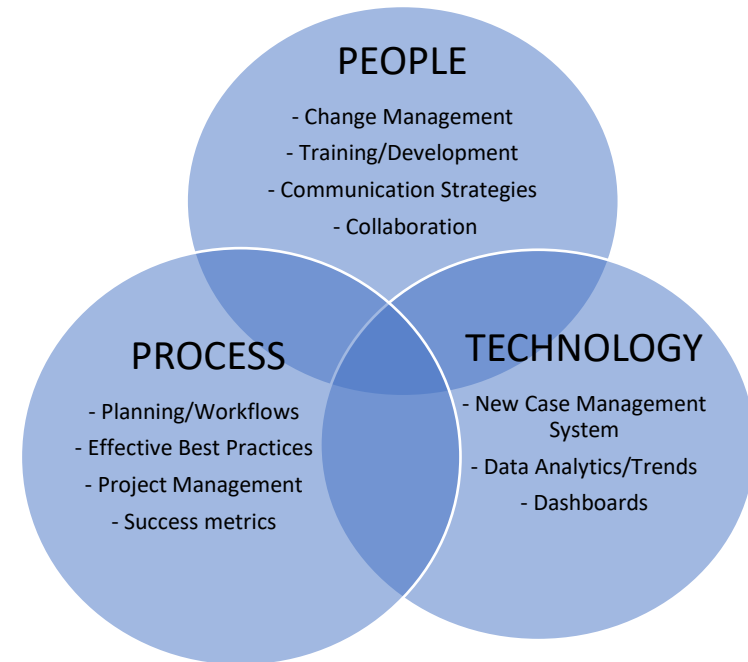 PEOPLE
- Change Management
- Training/Development
- Communication Strategies
- Collaboration
PROCESS
- Planning/Workflows
- Effective Best Practices
- Project Management
- Success metrics
TECHNOLOGY
- New Case Management
System
- Data Analytics/Trends
- Dashboards